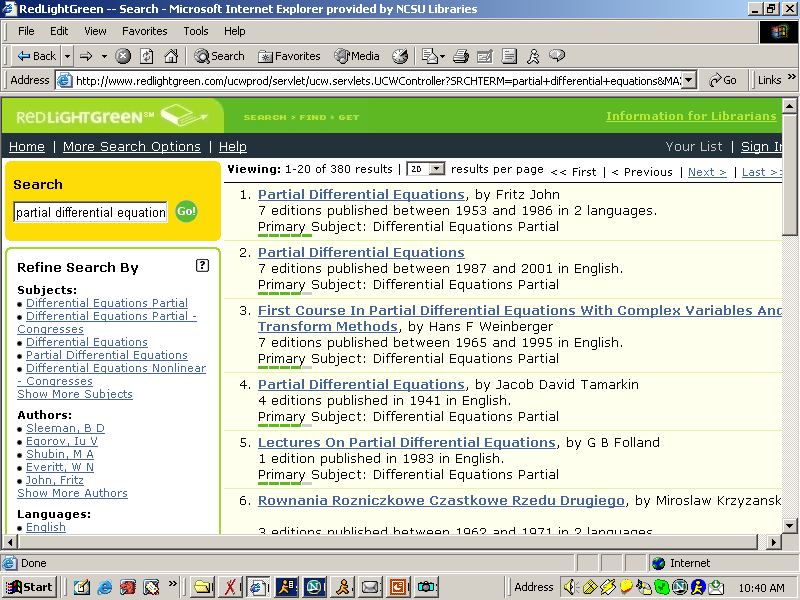 RedLightGreen -- Search - Microsoft Internet Explorer provided by NCSU Libraries
File Edit View Favorites Tools Help
Back Search Favorites Media
Address http://www.redlightgreen.com/ucwprod/servlet/ucw.servlets.UCWController?SRCHTERM=partial+differential+equations&MA Go Links »
REDLIGHTGREEN SM SEARCH > FIND > GET Information for Librarians
Home | More Search Options | Help Your List | Sign In
Viewing: 1-20 of 380 results | 20 results per page << First | < Previous | Next > | Last >>
Search
partial differential equation Go!
Refine Search By ?
Subjects:
Differential Equations Partial
Differential Equations Partial -
Congresses
Differential Equations
Partial Differential Equations
Differential Equations Nonlinear
- Congresses
Show More Subjects
Authors:
Sleeman, B D
Egorov, Iu V
Shubin, M A
Everitt, W N
John, Fritz
Show More Authors
Languages:
English
1. Partial Differential Equations, by Fritz John
7 editions published between 1953 and 1986 in 2 languages.
Primary Subject: Differential Equations Partial
2. Partial Differential Equations
7 editions published between 1987 and 2001 in English.
Primary Subject: Differential Equations Partial
3. First Course In Partial Differential Equations With Complex Variables And
Transform Methods, by Hans F Weinberger
7 editions published between 1965 and 1995 in English.
Primary Subject: Differential Equations Partial
4. Partial Differential Equations, by Jacob David Tamarkin
4 editions published in 1941 in English.
Primary Subject: Differential Equations Partial
5. Lectures On Partial Differential Equations, by G B Folland
1 edition published in 1983 in English.
Primary Subject: Differential Equations Partial
6. Rownania Rozniczkowe Czastkowe Rzedu Drugiego, by Miroslaw Krzyzansk
3 editions published between 1962 and 1971 in 2 languages.
Done Internet
Start » Address 10:40 AM